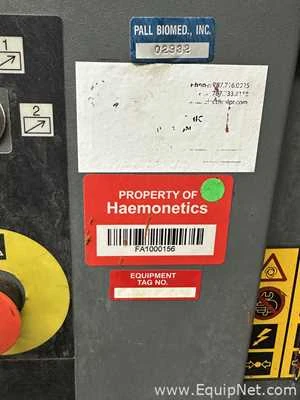 PALL BIOMED., INC.
02932
1
2
PROPERTY OF
Haemonetics
FA1000156
EQUIPMENT
TAG NO.
www.EquipNet.com